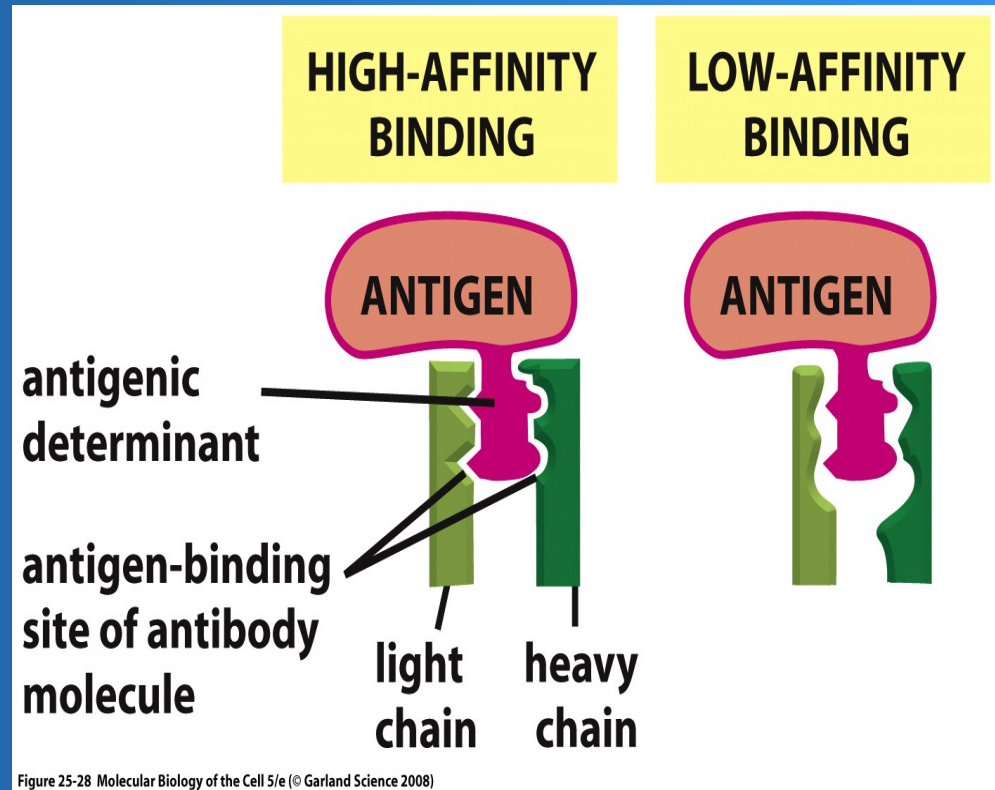 HIGH-AFFINITY
BINDING
LOW-AFFINITY
BINDING
ANTIGEN
ANTIGEN
antigenic
determinant
antigen-binding
site of antibody
molecule
light
chain
heavy
chain
Figure 25-28 Molecular Biology of the Cell 5/e (© Garland Science 2008)